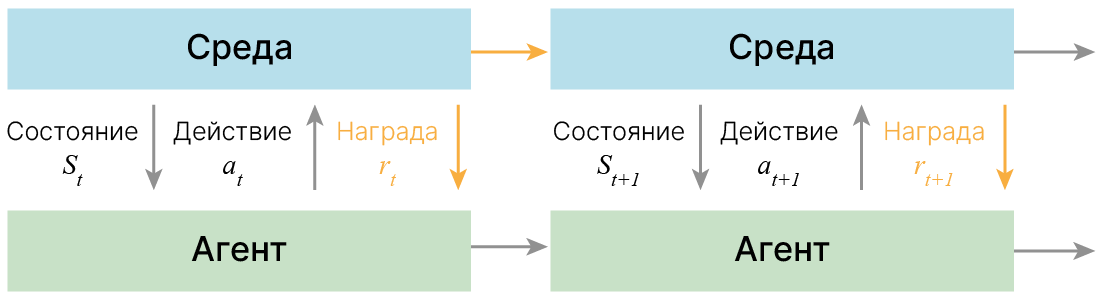 Среда
Среда
Состояние Действие Награда
S_t a_t r_t
Состояние Действие Награда
S_{t+1} a_{t+1} r_{t+1}
Агент
Агент